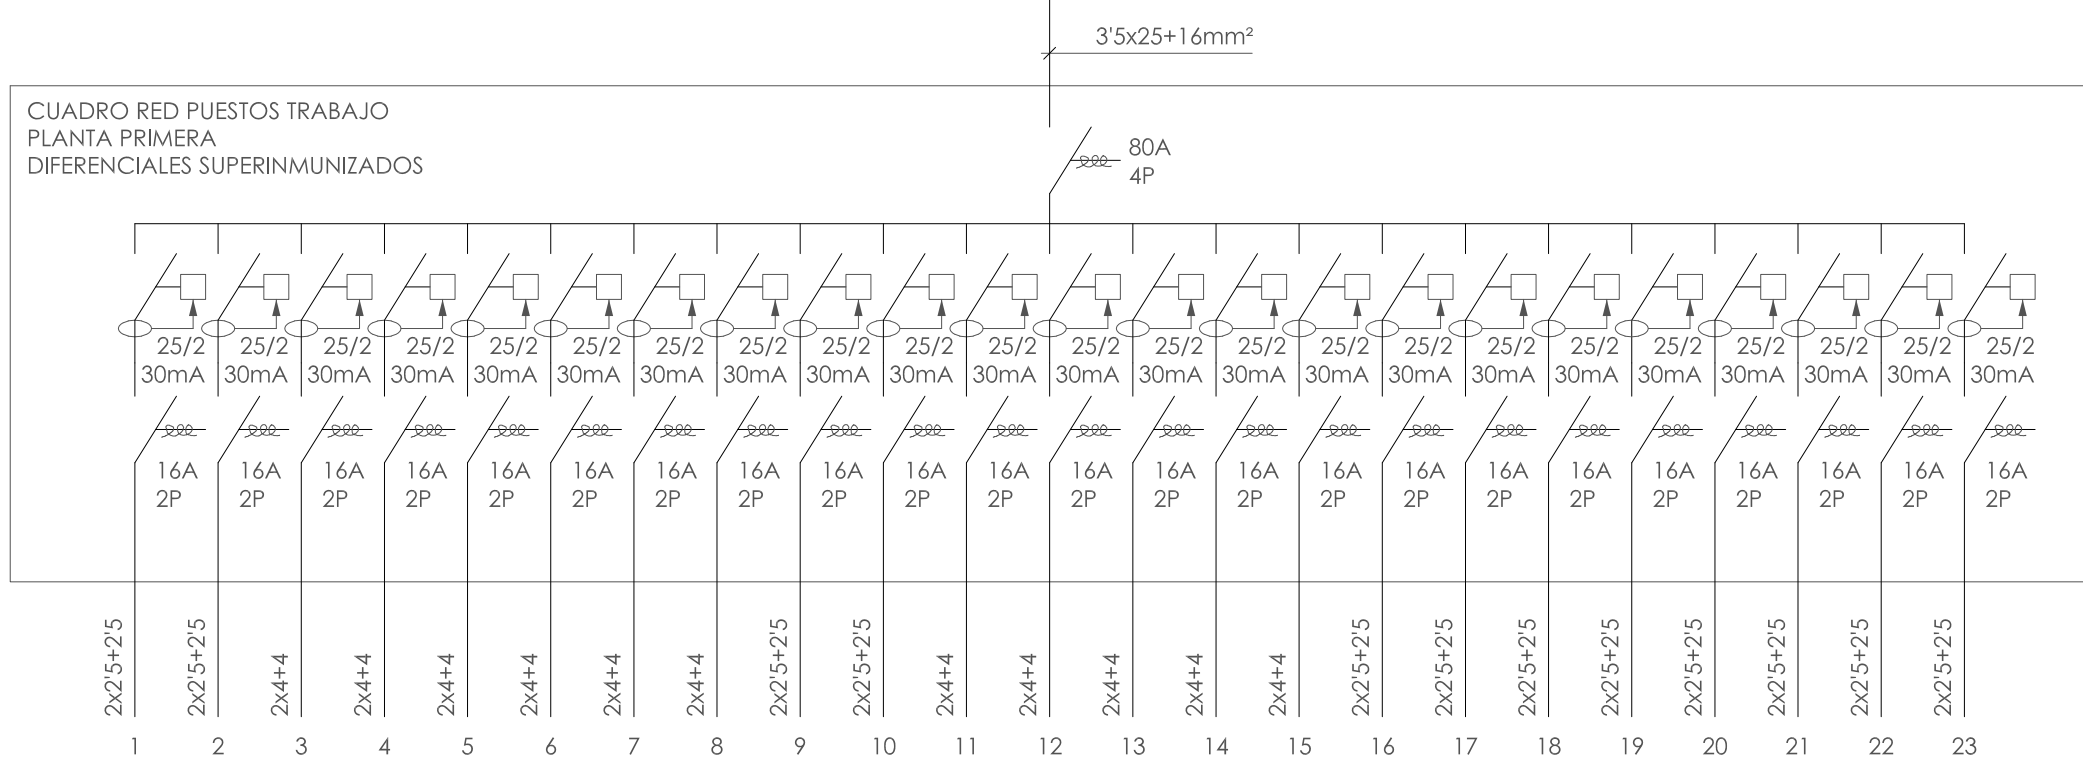 3'5x25+16mm²
CUADRO RED PUESTOS TRABAJO
PLANTA PRIMERA
DIFERENCIALES SUPERINMUNIZADOS
80A
4P
25/2 25/2 25/2 25/2 25/2 25/2 25/2 25/2 25/2 25/2 25/2 25/2 25/2 25/2 25/2 25/2 25/2 25/2 25/2 25/2 25/2 25/2 25/2
30mA 30mA 30mA 30mA 30mA 30mA 30mA 30mA 30mA 30mA 30mA 30mA 30mA 30mA 30mA 30mA 30mA 30mA 30mA 30mA 30mA 30mA 30mA
16A 16A 16A 16A 16A 16A 16A 16A 16A 16A 16A 16A 16A 16A 16A 16A 16A 16A 16A 16A 16A 16A 16A
2P 2P 2P 2P 2P 2P 2P 2P 2P 2P 2P 2P 2P 2P 2P 2P 2P 2P 2P 2P 2P 2P 2P
2x2'5+2'5
2x2'5+2'5
2x4+4
2x4+4
2x4+4
2x4+4
2x4+4
2x4+4
2x2'5+2'5
2x2'5+2'5
2x4+4
2x4+4
2x4+4
2x4+4
2x4+4
2x2'5+2'5
2x2'5+2'5
2x2'5+2'5
2x2'5+2'5
2x2'5+2'5
2x2'5+2'5
2x2'5+2'5
2x2'5+2'5
1 2 3 4 5 6 7 8 9 10 11 12 13 14 15 16 17 18 19 20 21 22 23